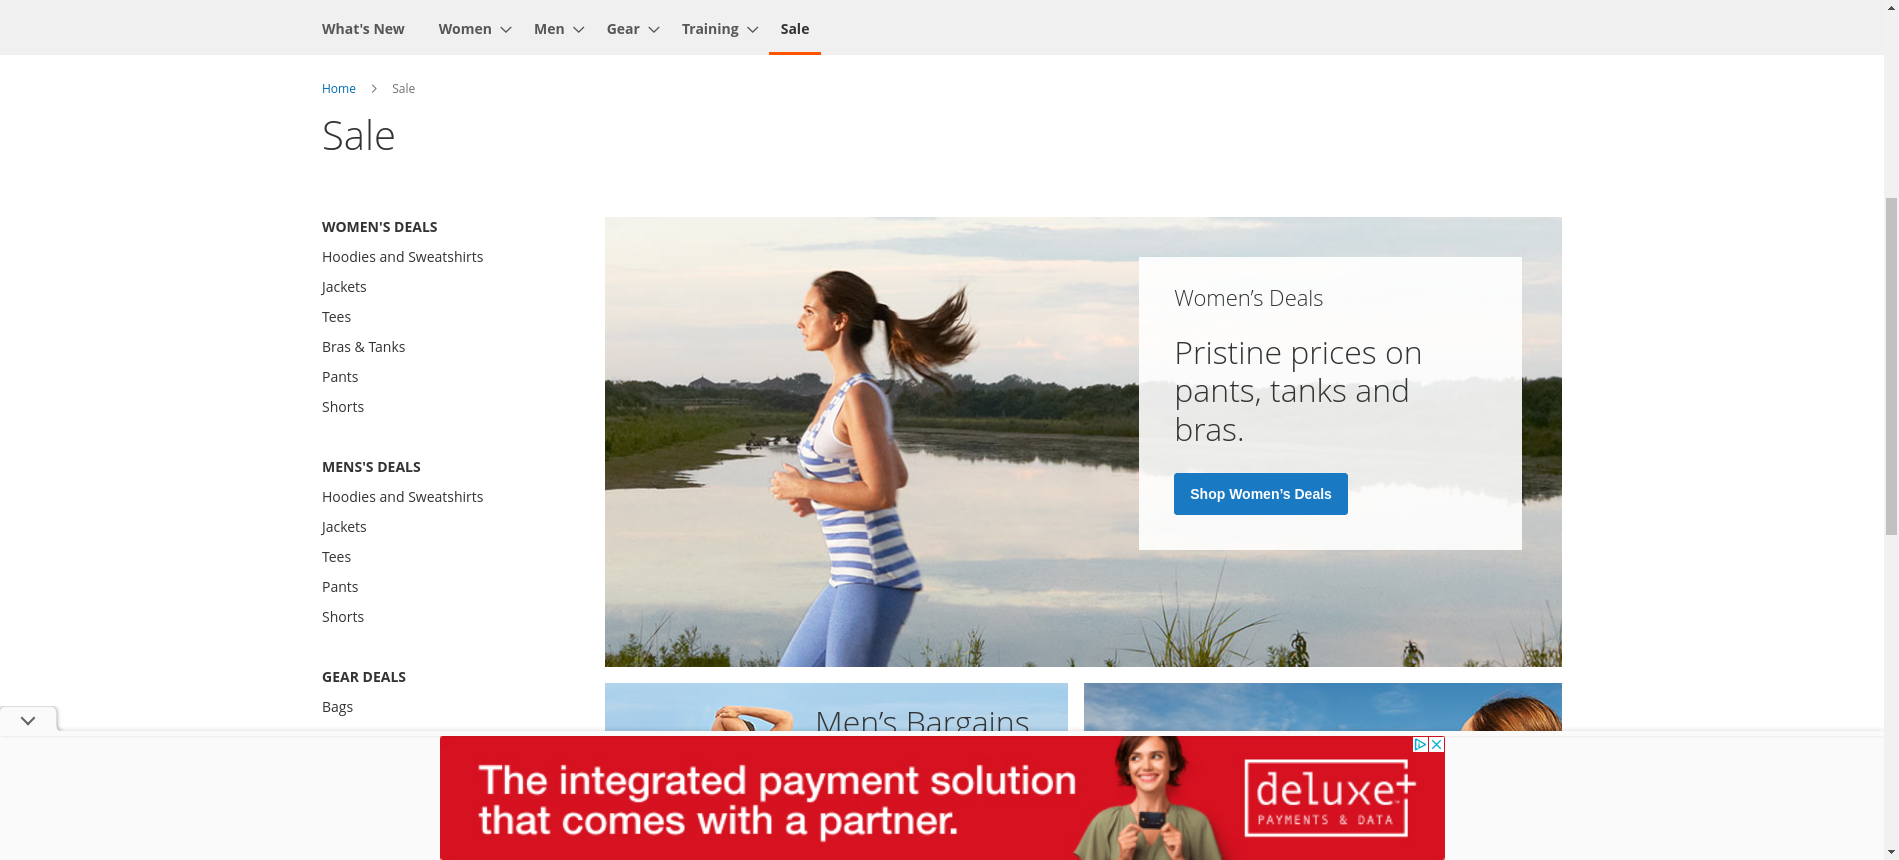 What's New
Women
Men
Gear
Training
Sale
Home
Sale
Sale
WOMEN'S DEALS
Hoodies and Sweatshirts
Jackets
Tees
Bras & Tanks
Pants
Shorts
MENS'S DEALS
Hoodies and Sweatshirts
Jackets
Tees
Pants
Shorts
GEAR DEALS
Bags
Women’s Deals
Pristine prices on
pants, tanks and
bras.
Shop Women’s Deals
Men’s Bargains
The integrated payment solution
that comes with a partner.
deluxe
PAYMENTS & DATA